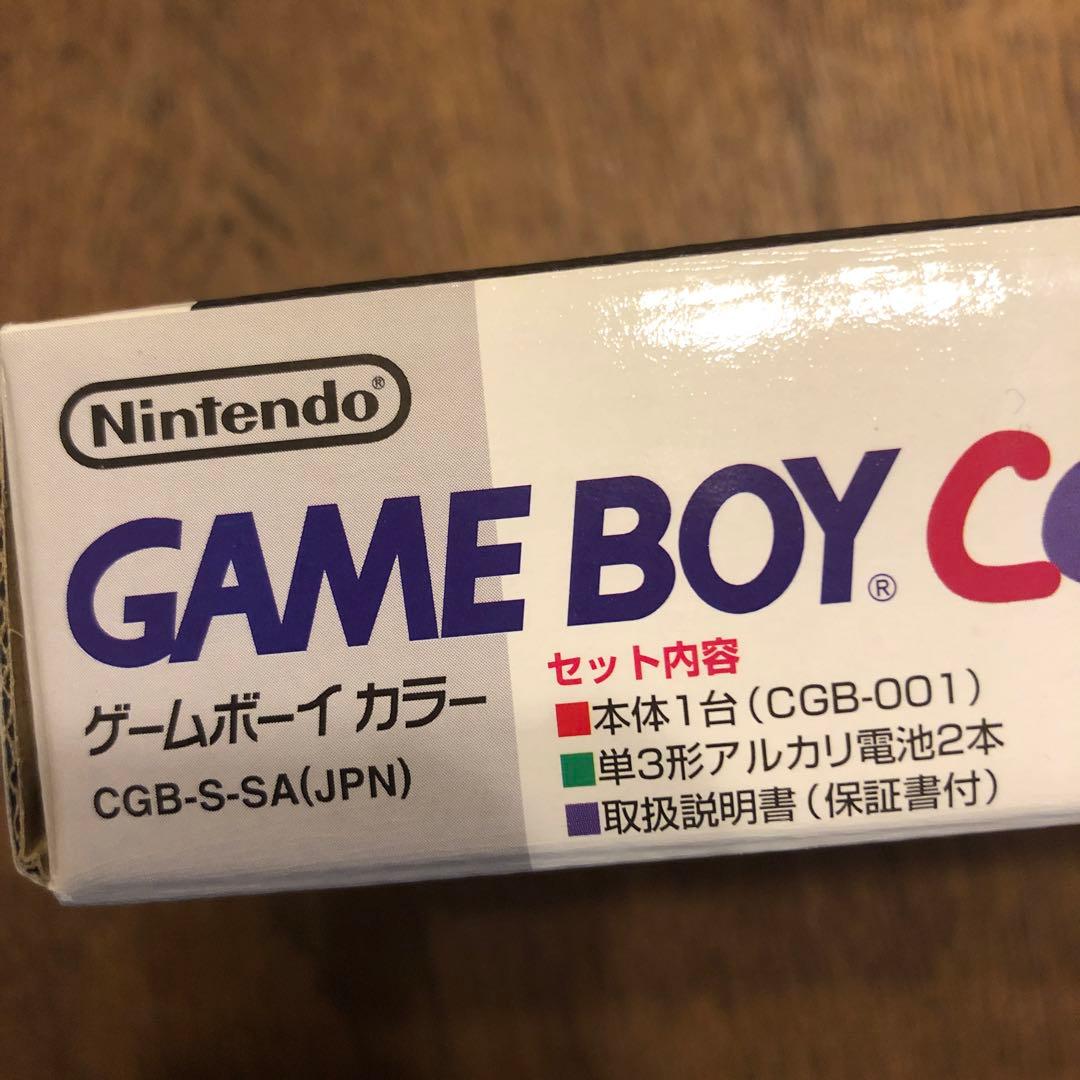 Nintendo®
GAME BOY® C
ゲームボーイ カラー
CGB-S-SA(JPN)
セット内容
■本体1台(CGB-001)
■単3形アルカリ電池2本
■取扱説明書(保証書付)